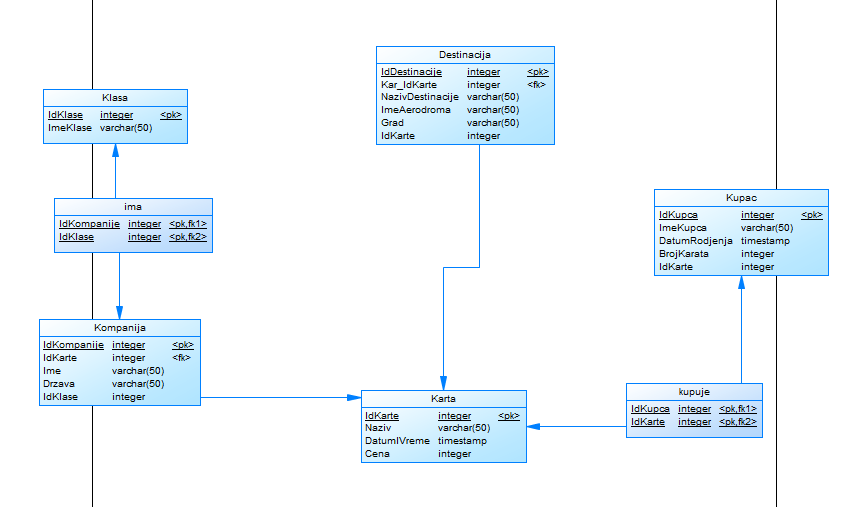 Destinacija
IdDestinacije integer <pk>
Kar_IdKarte integer <fk>
NazivDestinacije varchar(50)
ImeAerodroma varchar(50)
Grad varchar(50)
IdKarte integer
Klasa
IdKlase integer <pk>
ImeKlase varchar(50)
ima
IdKompanije integer <pk,fk1>
IdKlase integer <pk,fk2>
Kupac
IdKupca integer <pk>
ImeKupca varchar(50)
DatumRodjenja timestamp
BrojKarata integer
IdKarte integer
Kompanija
IdKompanije integer <pk>
IdKarte integer <fk>
Ime varchar(50)
Drzava varchar(50)
IdKlase integer
Karta
IdKarte integer <pk>
Naziv varchar(50)
DatumIVreme timestamp
Cena integer
kupuje
IdKupca integer <pk,fk1>
IdKarte integer <pk,fk2>